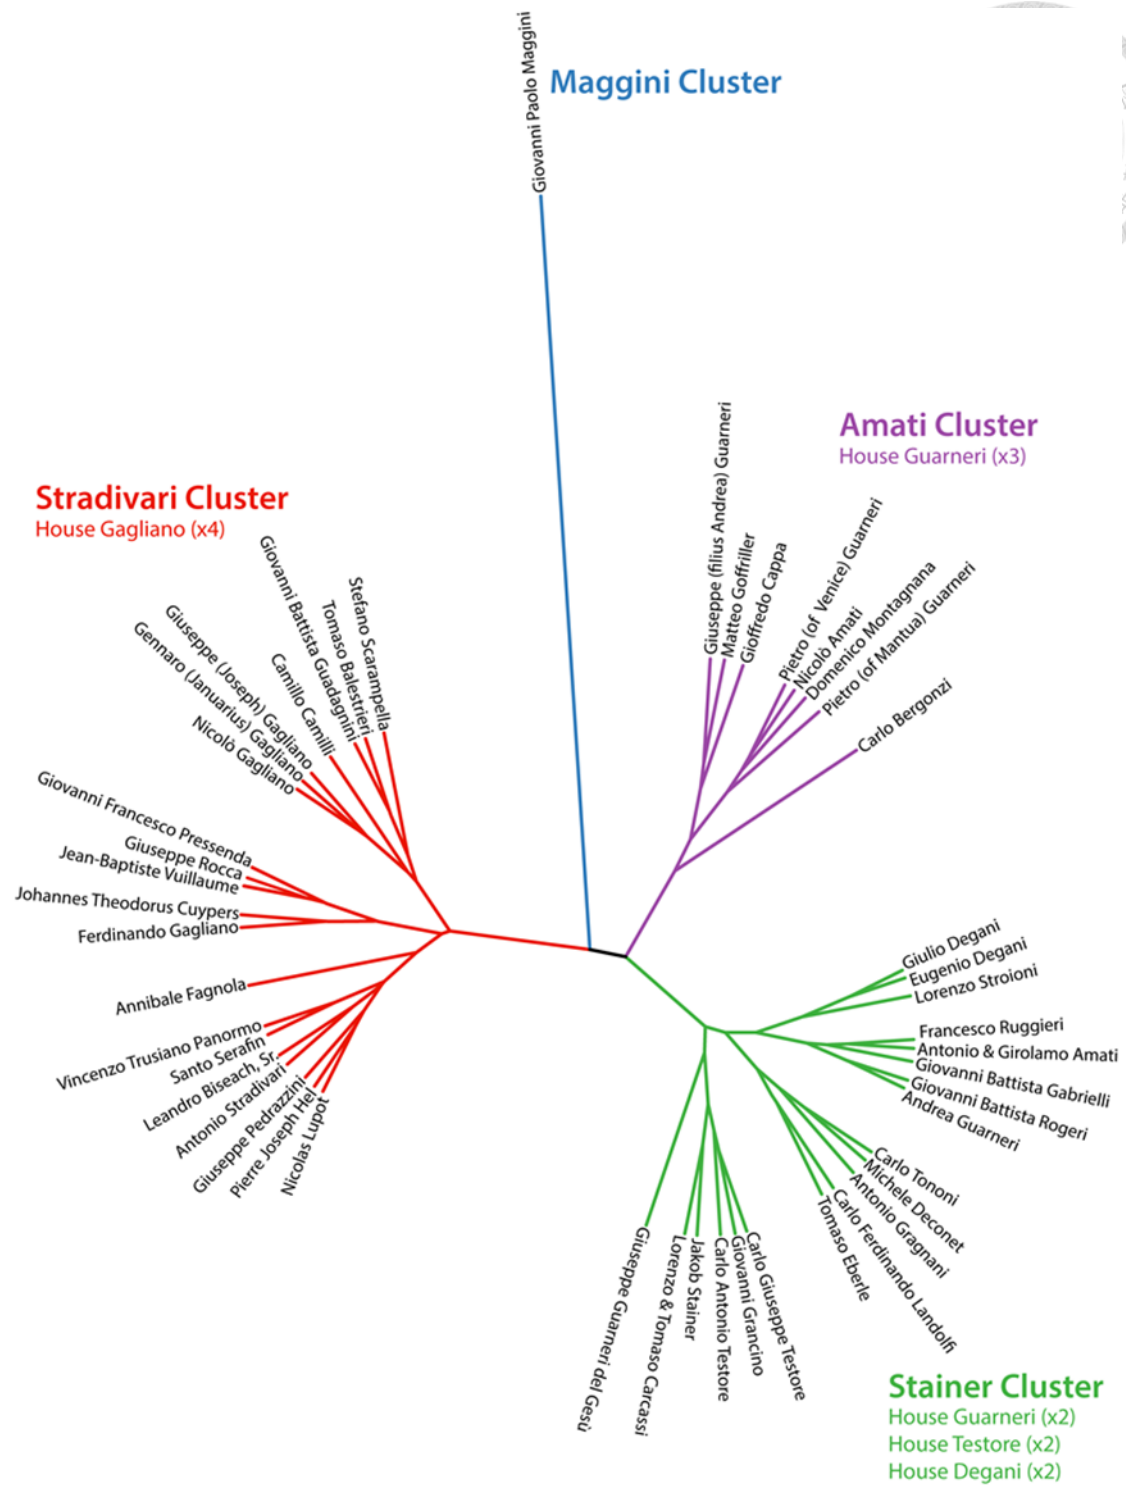 Giovanni Paolo Maggini
Maggini Cluster
Amati Cluster
House Guarneri (x3)
Giuseppe (filius Andrea) Guarneri
Matteo Goffriller
Gioffredo Cappa
Pietro (of Venice) Guarneri
Nicolò Amati
Domenico Montagnana
Pietro (of Mantua) Guarneri
Carlo Bergonzi
Stradivari Cluster
House Gagliano (x4)
Stefano Scarampella
Tomaso Balestrieri
Giovanni Battista Guadagnini
Camillo Camilli
Giuseppe (Joseph) Gagliano
Gennaro (Januarius) Gagliano
Nicolò Gagliano
Giovanni Francesco Pressenda
Giuseppe Rocca
Jean-Baptiste Vuillaume
Johannes Theodorus Cuypers
Ferdinando Gagliano
Annibale Fagnola
Vincenzo Trusiano Panormo
Santo Serafin
Leandro Biseach, Sr.
Antonio Stradivari
Giuseppe Pedrazzini
Pierre Joseph Hel
Nicolas Lupot
Giulio Degani
Eugenio Degani
Lorenzo Stroioni
Francesco Ruggieri
Antonio & Girolamo Amati
Giovanni Battista Gabrielli
Giovanni Battista Rogeri
Andrea Guarneri
Carlo Tononi
Michele Deconet
Antonio Gragnani
Carlo Ferdinando Landolfi
Tomaso Eberle
Carlo Giuseppe Testore
Giovanni Grancino
Carlo Antonio Testore
Jakob Stainer
Lorenzo & Tomaso Carcassi
Giuseppe Guarneri del Gesù
Stainer Cluster
House Guarneri (x2)
House Testore (x2)
House Degani (x2)